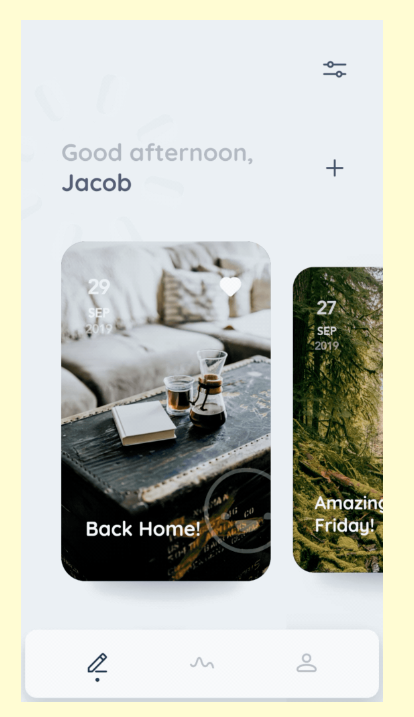 Good afternoon,
Jacob
29
SEP
2019
Back Home!
27
SEP
2019
Amazing
Friday!